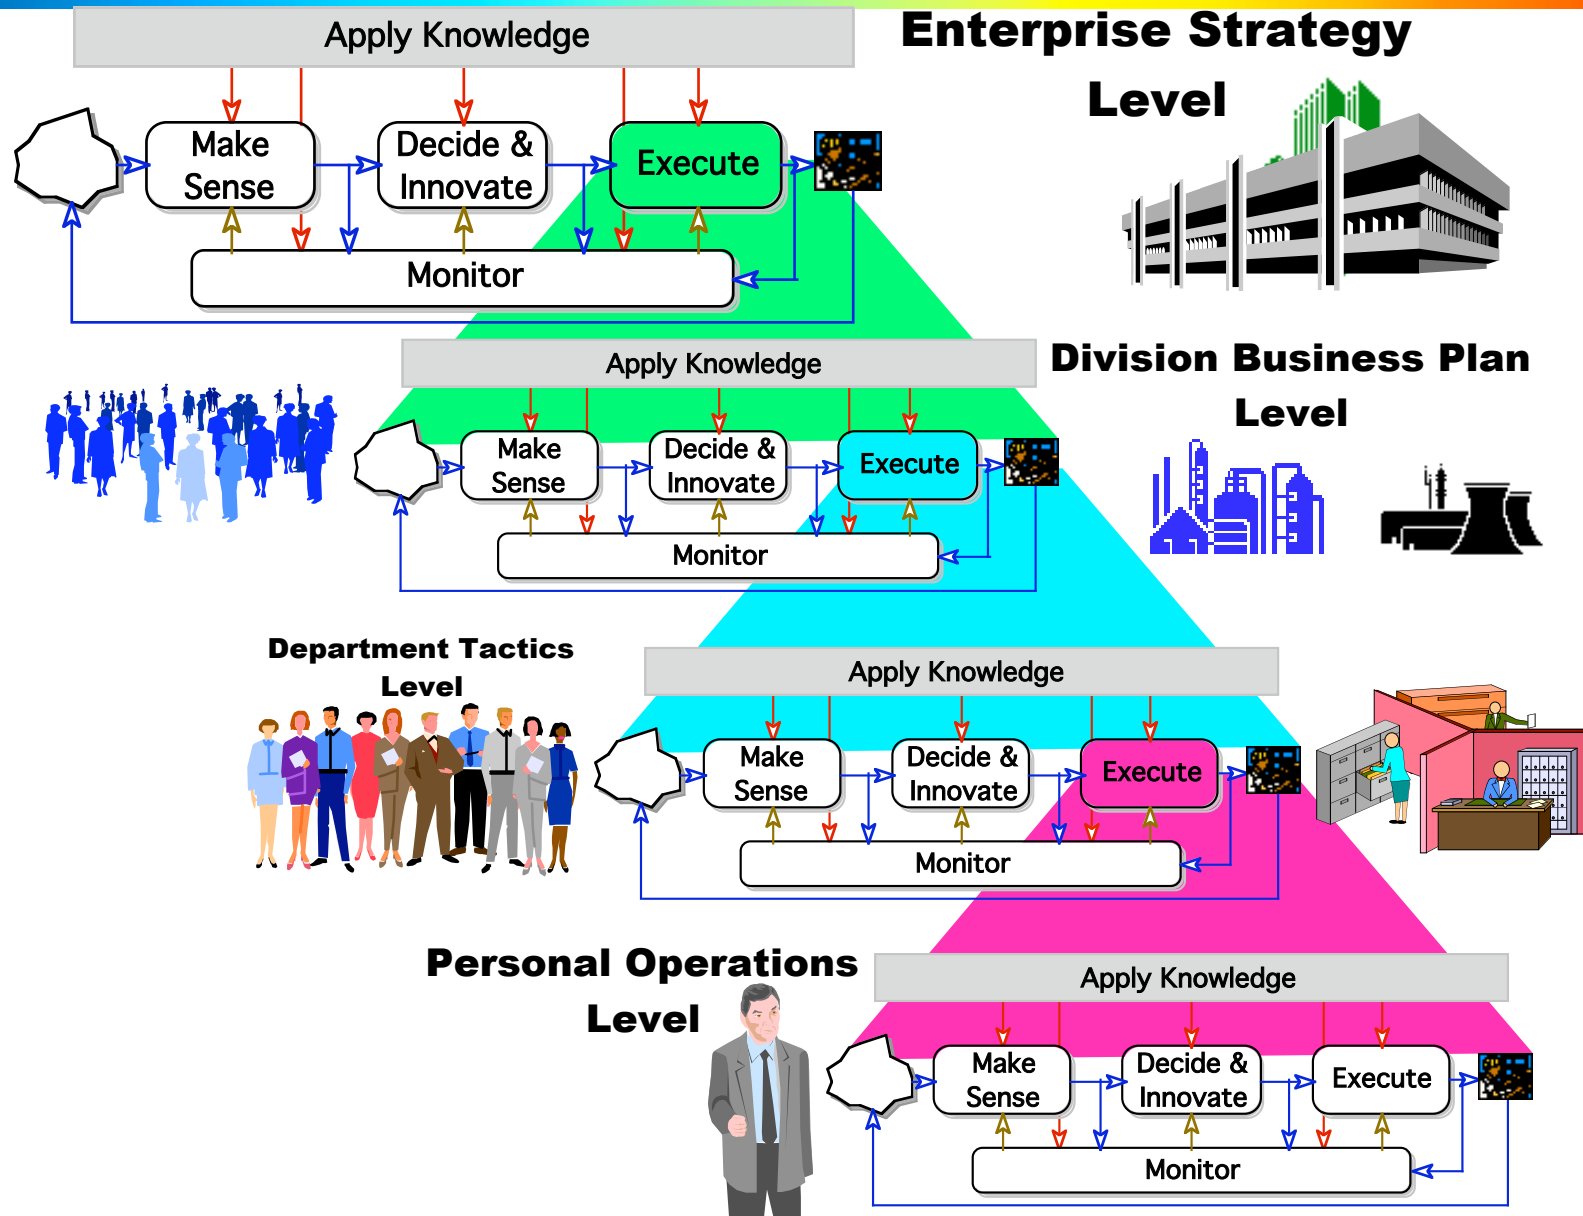 Enterprise Strategy
Level
Apply Knowledge
Make
Sense
Decide &
Innovate
Execute
Monitor
Division Business Plan
Level
Apply Knowledge
Make
Sense
Decide &
Innovate
Execute
Monitor
Department Tactics
Level
Apply Knowledge
Make
Sense
Decide &
Innovate
Execute
Monitor
Personal Operations
Level
Apply Knowledge
Make
Sense
Decide &
Innovate
Execute
Monitor